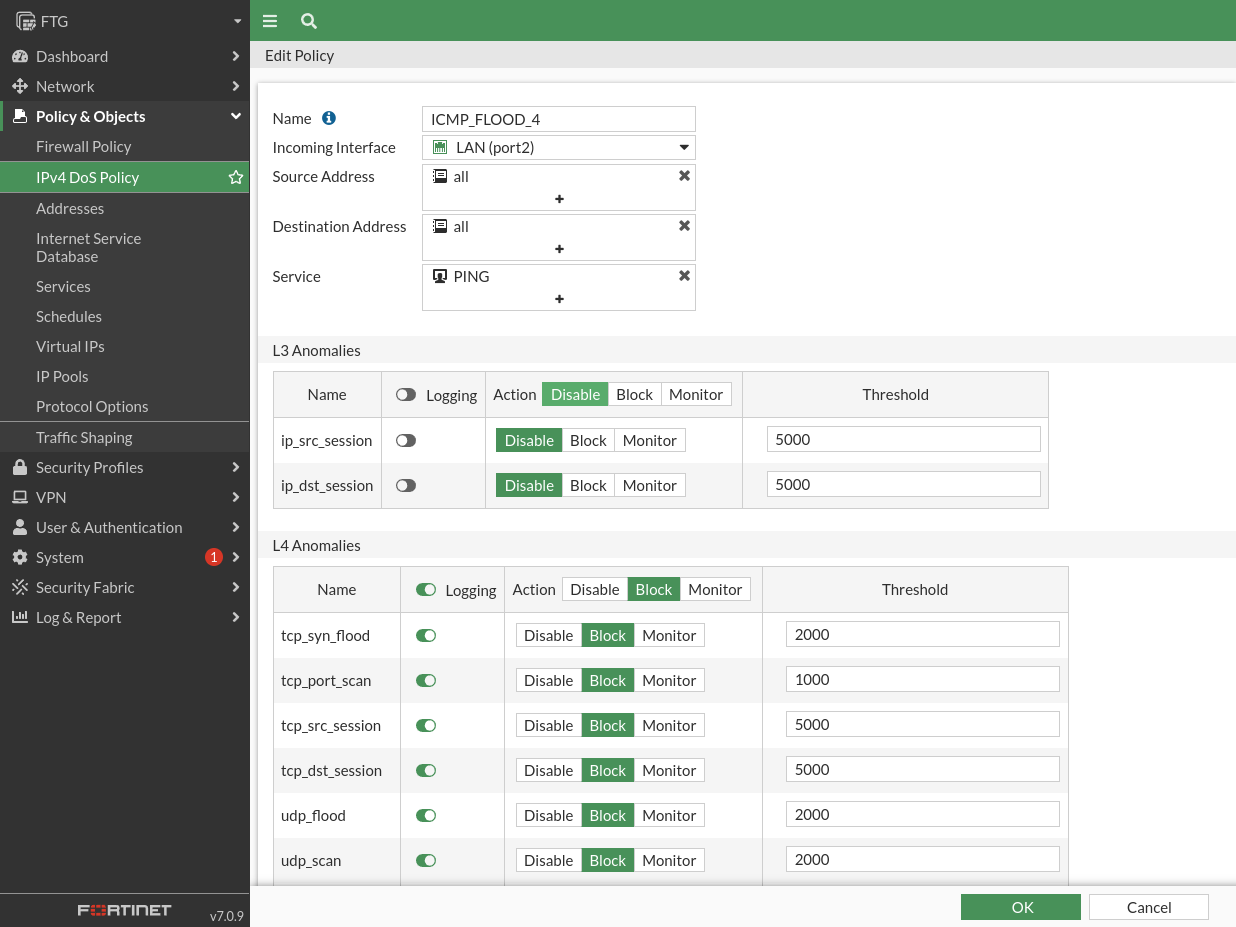 FTG
Dashboard
Network
Policy & Objects
Firewall Policy
IPv4 DoS Policy
Addresses
Internet Service
Database
Services
Schedules
Virtual IPs
IP Pools
Protocol Options
Traffic Shaping
Security Profiles
VPN
User & Authentication
System 1
Security Fabric
Log & Report
FORTINET v7.0.9
Edit Policy
Name ICMP_FLOOD_4
Incoming Interface LAN (port2)
Source Address all
Destination Address all
Service PING
L3 Anomalies
Name Logging Action Disable Block Monitor Threshold
ip_src_session Disable Block Monitor 5000
ip_dst_session Disable Block Monitor 5000
L4 Anomalies
Name Logging Action Disable Block Monitor Threshold
tcp_syn_flood Disable Block Monitor 2000
tcp_port_scan Disable Block Monitor 1000
tcp_src_session Disable Block Monitor 5000
tcp_dst_session Disable Block Monitor 5000
udp_flood Disable Block Monitor 2000
udp_scan Disable Block Monitor 2000
OK Cancel